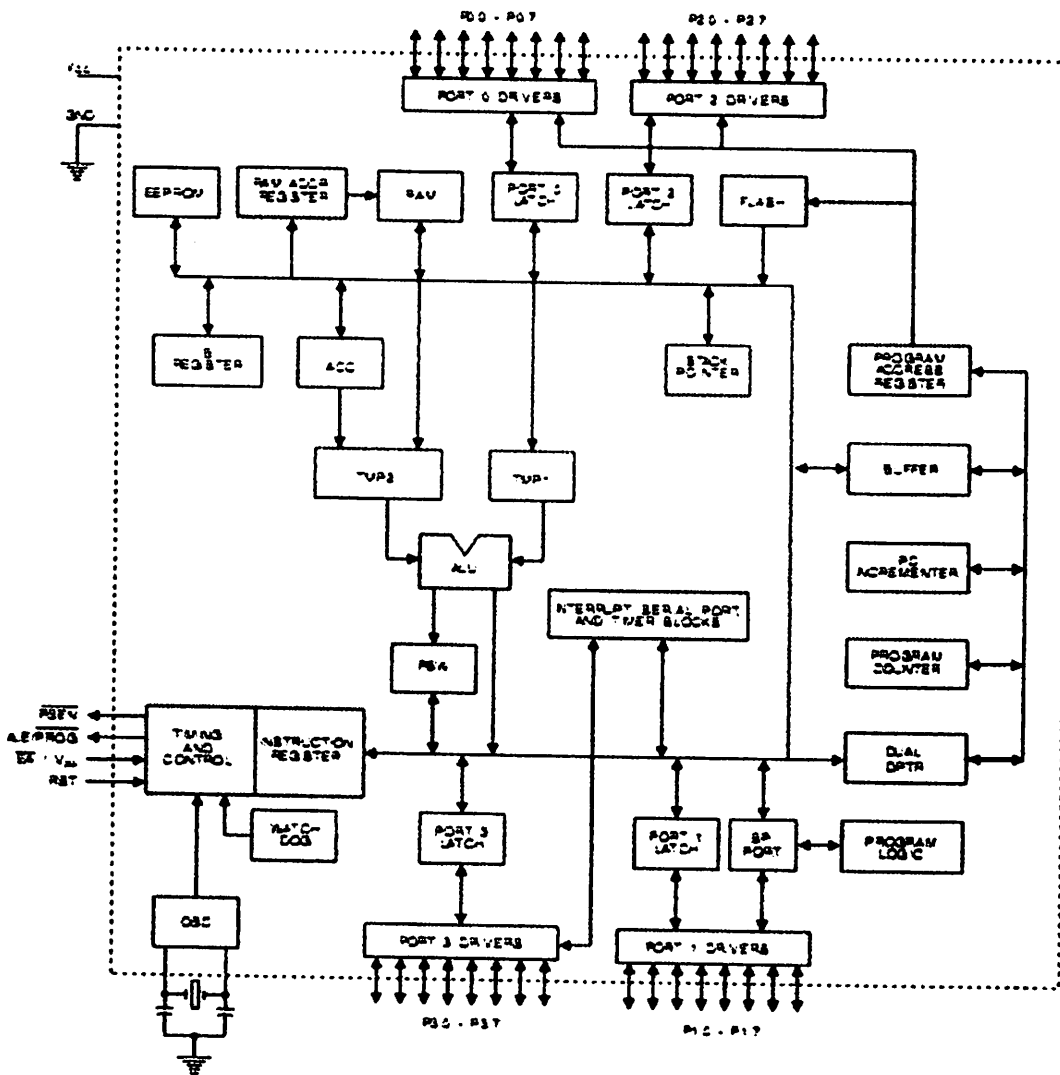 P0.0 - P0.7
P2.0 - P2.7
VCC
GND
PORT 0 DRIVERS
PORT 2 DRIVERS
EEPROM
RAM ADDR
REGISTER
RAM
PORT 0
LATCH
PORT 2
LATCH
FLASH
B
REGISTER
ACC
STACK
POINTER
PROGRAM
ADDRESS
REGISTER
TMP2
TMP1
BUFFER
ALU
PC
INCREMENTER
INTERRUPT, SERIAL PORT
AND TIMER BLOCKS
PSW
PROGRAM
COUNTER
PSEN
ALE/PROG
EA / VPP
RST
TIMING
AND
CONTROL
INSTRUCTION
REGISTER
DUAL
DPTR
WATCH
DOG
PORT 3
LATCH
PORT 1
LATCH
SPI
PORT
PROGRAM
LOGIC
OSC
PORT 3 DRIVERS
PORT 1 DRIVERS
P3.0 - P3.7
P1.0 - P1.7